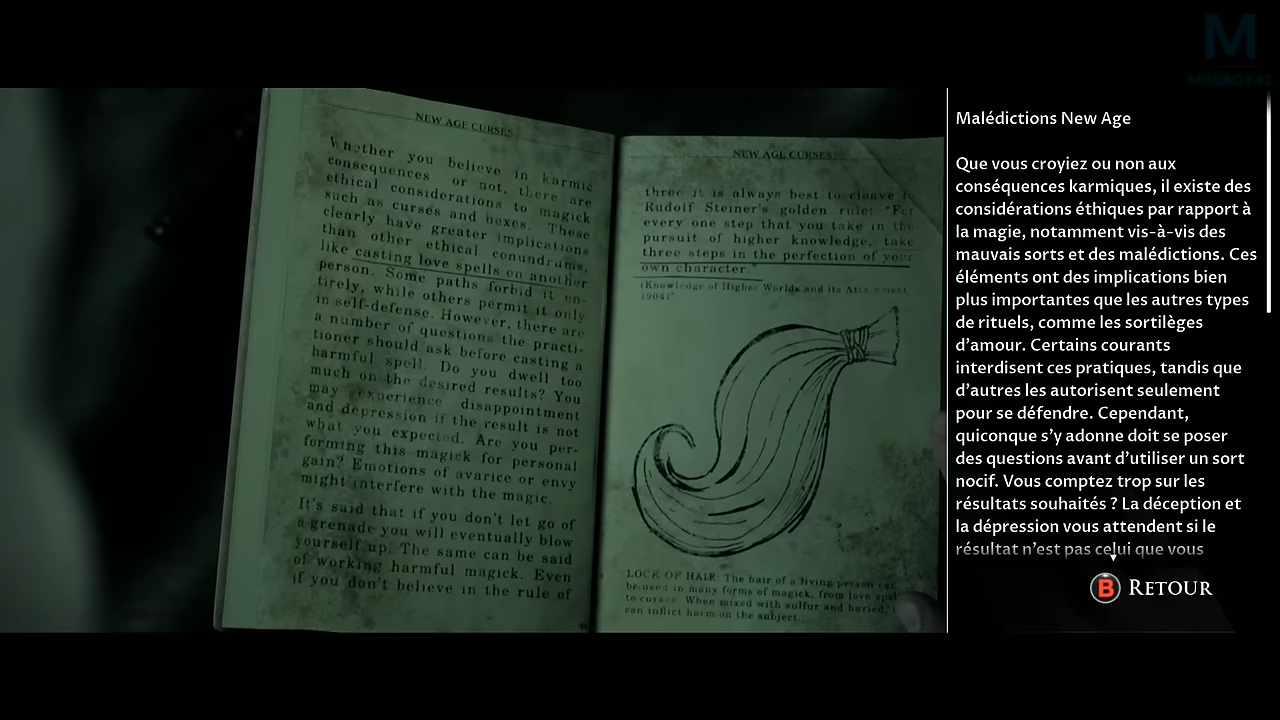 NEW AGE CURSES
Whether you believe in karmic
consequences or not, there are
ethical considerations to magick
such as curses and hexes. These
clearly have greater implications
than other ethical conundrums,
like casting love spells on another
person. Some paths forbid it en-
tirely, while others permit it only
in self-defense. However, there are
a number of questions the practi-
tioner should ask before casting a
harmful spell. Do you dwell too
much on the desired results? You
may experience disappointment
and depression if the result is not
what you expected. Are you per-
forming this magick for personal
gain? Emotions of avarice or envy
might interfere with the magic.
It's said that if you don't let go of
a grenade you will eventually blow
yourself up. The same can be said
of working harmful magick. Even
if you don't believe in the rule of
NEW AGE CURSES
three it is always best to cleave
Rudolf Steiner's golden rule: "For
every one step that you take in the
pursuit of higher knowledge, take
three steps in the perfection of your
own character."
(Knowledge of Higher Worlds and its
1904)"
LOCK OF HAIR: The hair of a living person can
be used in many forms of magick, from love
to curses. When mixed with sulfur and buried,
can inflict harm on the subject.
Malédictions New Age
Que vous croyiez ou non aux
conséquences karmiques, il existe des
considérations éthiques par rapport à
la magie, notamment vis-à-vis des
mauvais sorts et des malédictions. Ces
éléments ont des implications bien
plus importantes que les autres types
de rituels, comme les sortilèges
d'amour. Certains courants
interdisent ces pratiques, tandis que
d'autres les autorisent seulement
pour se défendre. Cependant,
quiconque s'y adonne doit se poser
des questions avant d'utiliser un sort
nocif. Vous comptez trop sur les
résultats souhaités ? La déception et
la dépression vous attendent si le
résultat n'est pas celui que vous
B RETOUR
M